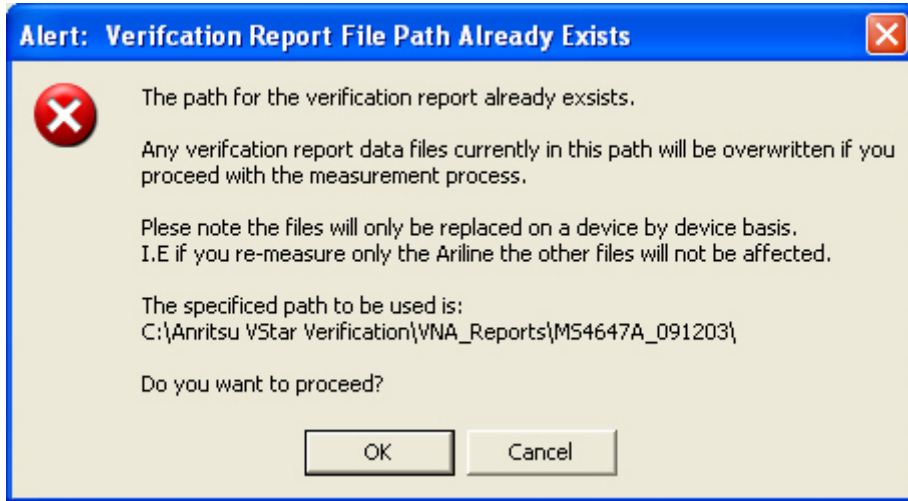 Alert:  Verifcation Report File Path Already Exists
The path for the verification report already exsists.
Any verifcation report data files currently in this path will be overwritten if you
proceed with the measurement process.
Plese note the files will only be replaced on a device by device basis.
I.E if you re-measure only the Ariline the other files will not be affected.
The specificed path to be used is:
C:\Anritsu VStar Verification\VNA_Reports\MS4647A_091203\
Do you want to proceed?
OK
Cancel